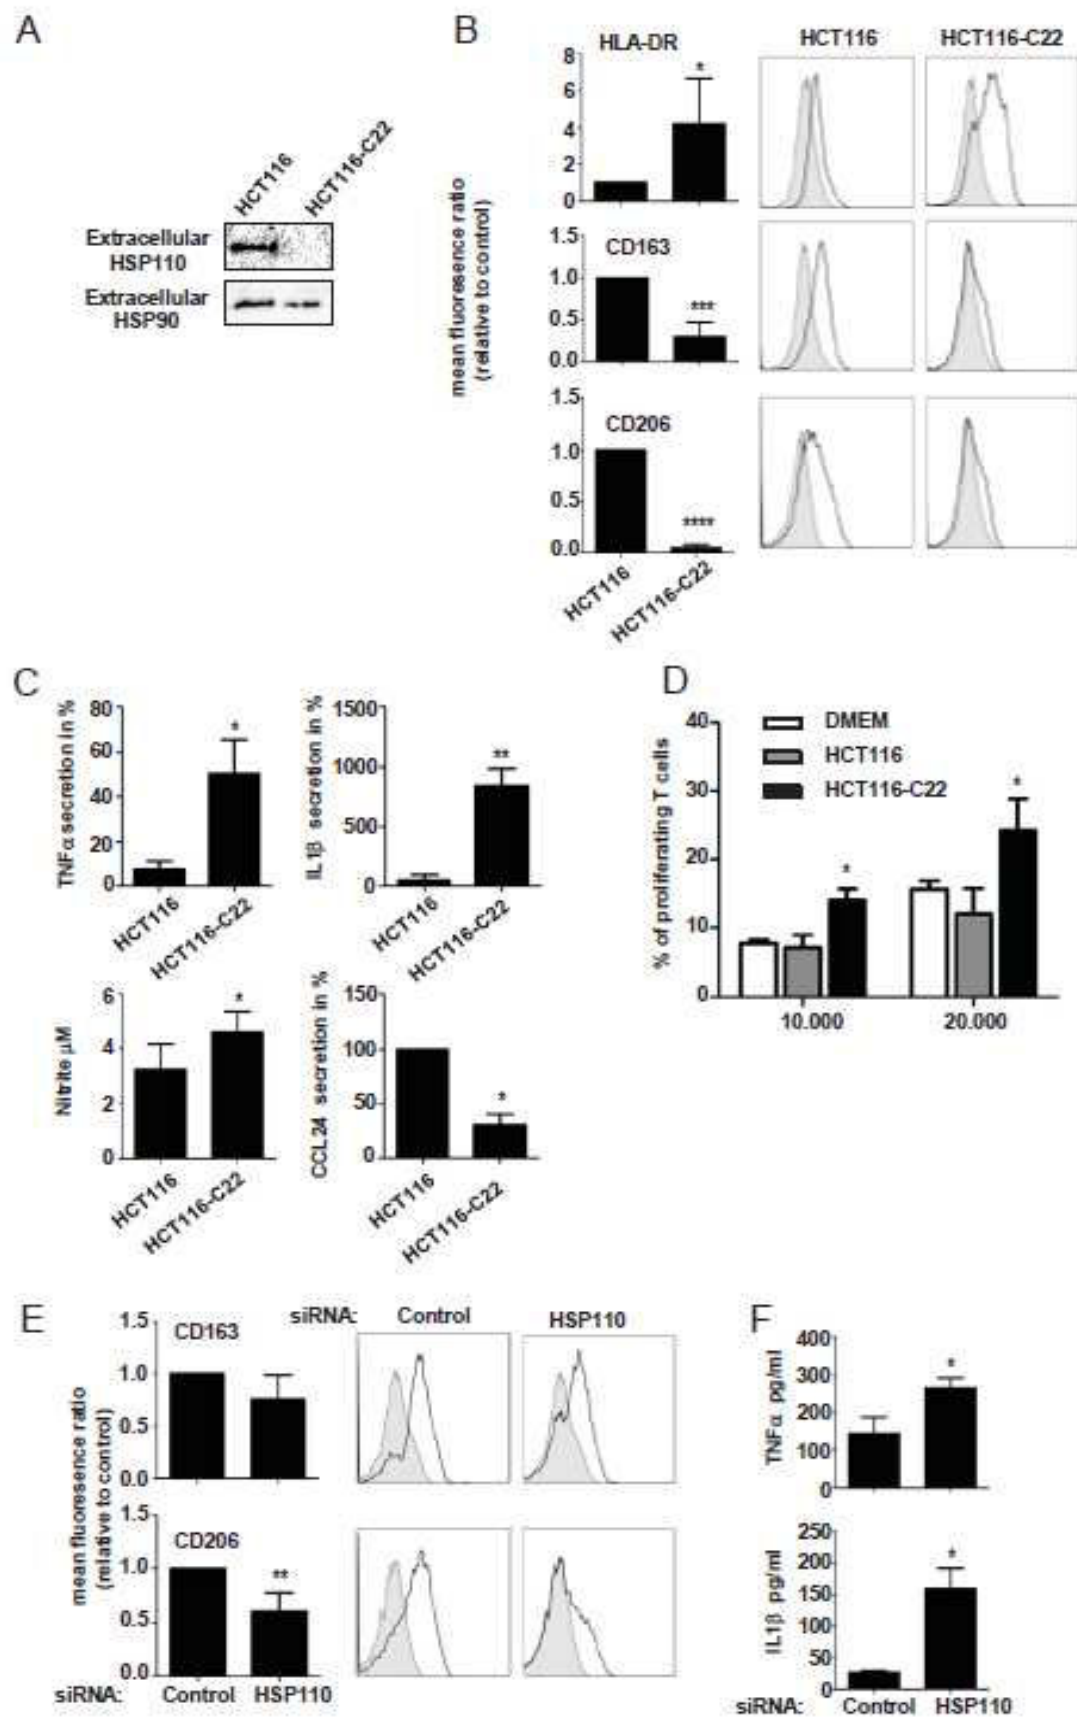 A
HCT116
HCT116-C22
Extracellular
HSP110
Extracellular
HSP90
B
HLA-DR
HCT116
HCT116-C22
mean fluoresence ratio
(relative to control)
8
*
6
4
2
0
1.5
CD163
1.0
***
0.5
0.0
1.5
CD206
1.0
0.5
****
0.0
HCT116
HCT116-C22
C
TNFα secretion in %
80
*
60
40
20
0
HCT116
HCT116-C22
IL1β secretion in %
1500
**
1000
500
0
HCT116
HCT116-C22
Nitrite µM
6
*
4
2
0
HCT116
HCT116-C22
CCL24 secretion in %
150
100
*
50
0
HCT116
HCT116-C22
D
% of proliferating T cells
40
DMEM
HCT116
30
HCT116-C22
*
20
*
10
0
10.000
20.000
E
siRNA:
Control
HSP110
mean fluoresence ratio
(relative to control)
1.5
CD163
1.0
0.5
0.0
1.5
CD206
1.0
**
0.5
0.0
siRNA:
Control
HSP110
F
TNFα pg/ml
400
*
300
200
100
0
IL1β pg/ml
250
*
200
150
100
50
0
siRNA:
Control
HSP110